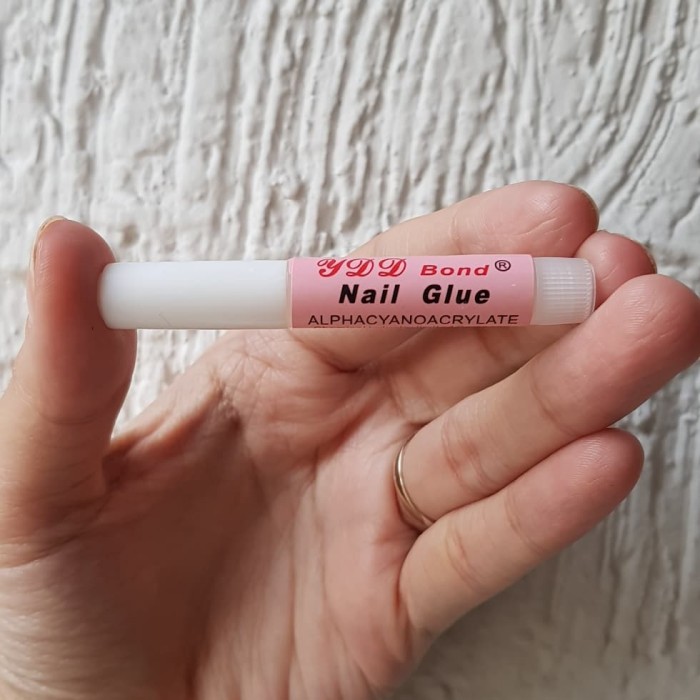 YDD Bond®
Nail Glue
ALPHACYANOACRYLATE